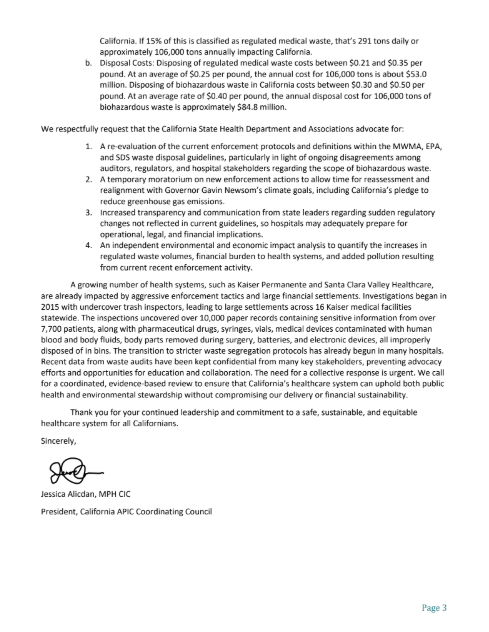 California. If 15% of this is classified as regulated medical waste, that's 291 tons daily or
approximately 106,000 tons annually impacting California.
b. Disposal Costs: Disposing of regulated medical waste costs between $0.21 and $0.35 per
pound. At an average of $0.25 per pound, the annual cost for 106,000 tons is about $53.0
million. Disposing of biohazardous waste in California costs between $0.30 and $0.50 per
pound. At an average rate of $0.40 per pound, the annual disposal cost for 106,000 tons of
biohazardous waste is approximately $84.8 million.
We respectfully request that the California State Health Department and Associations advocate for:
1. A re-evaluation of the current enforcement protocols and definitions within the MWMA, EPA,
and SDS waste disposal guidelines, particularly in light of ongoing disagreements among
auditors, regulators, and hospital stakeholders regarding the scope of biohazardous waste.
2. A temporary moratorium on new enforcement actions to allow time for reassessment and
realignment with Governor Gavin Newsom's climate goals, including California's pledge to
reduce greenhouse gas emissions.
3. Increased transparency and communication from state leaders regarding sudden regulatory
changes not reflected in current guidelines, so hospitals may adequately prepare for
operational, legal, and financial implications.
4. An independent environmental and economic impact analysis to quantify the increases in
regulated waste volumes, financial burden to health systems, and added pollution resulting
from current recent enforcement activity.
A growing number of health systems, such as Kaiser Permanente and Santa Clara Valley Healthcare,
are already impacted by aggressive enforcement tactics and large financial settlements. Investigations began in
2015 with undercover trash inspectors, leading to large settlements across 16 Kaiser medical facilities
statewide. The inspections uncovered over 10,000 paper records containing sensitive information from over
7,700 patients, along with pharmaceutical drugs, syringes, vials, medical devices contaminated with human
blood and body fluids, body parts removed during surgery, batteries, and electronic devices, all improperly
disposed of in bins. The transition to stricter waste segregation protocols has already begun in many hospitals.
Recent data from waste audits have been kept confidential from many key stakeholders, preventing advocacy
efforts and opportunities for education and collaboration. The need for a collective response is urgent. We call
for a coordinated, evidence-based review to ensure that California's healthcare system can uphold both public
health and environmental stewardship without compromising our delivery or financial sustainability.
Thank you for your continued leadership and commitment to a safe, sustainable, and equitable
healthcare system for all Californians.
Sincerely,
Jessica Alicdan, MPH CIC
President, California APIC Coordinating Council
Page 3